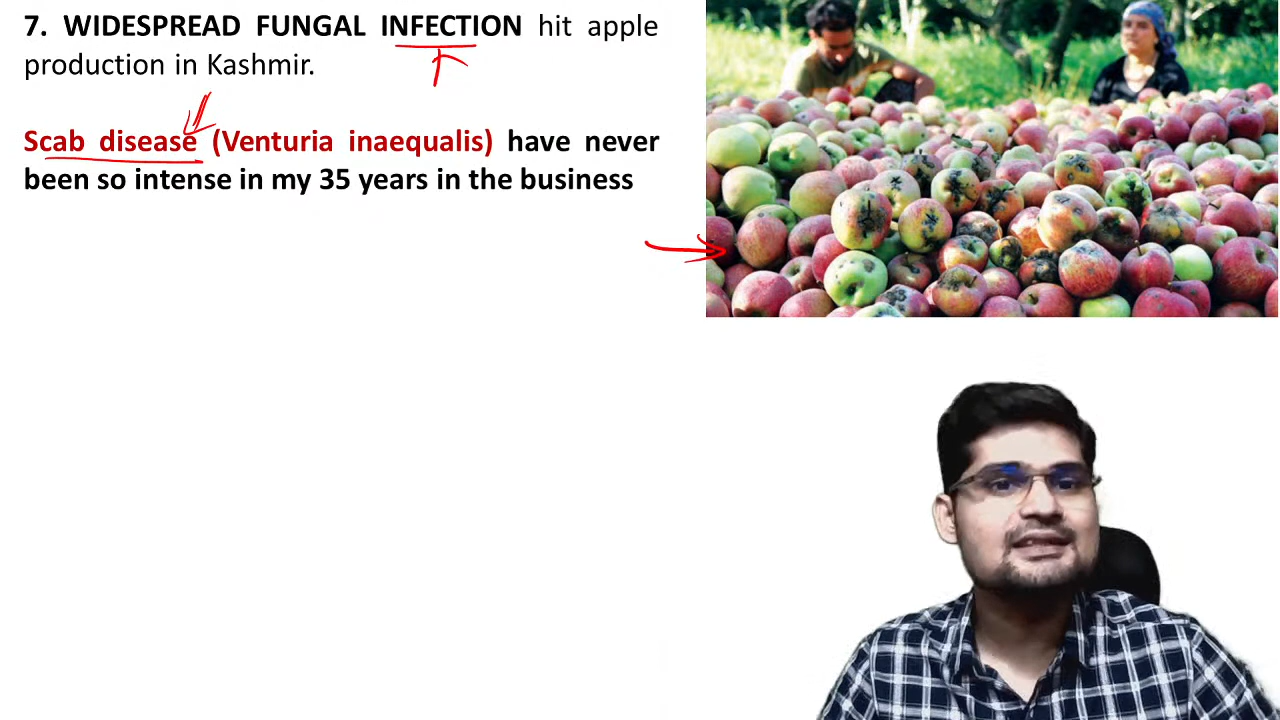 7. WIDESPREAD FUNGAL INFECTION hit apple
production in Kashmir.
Scab disease (Venturia inaequalis) have never
been so intense in my 35 years in the business